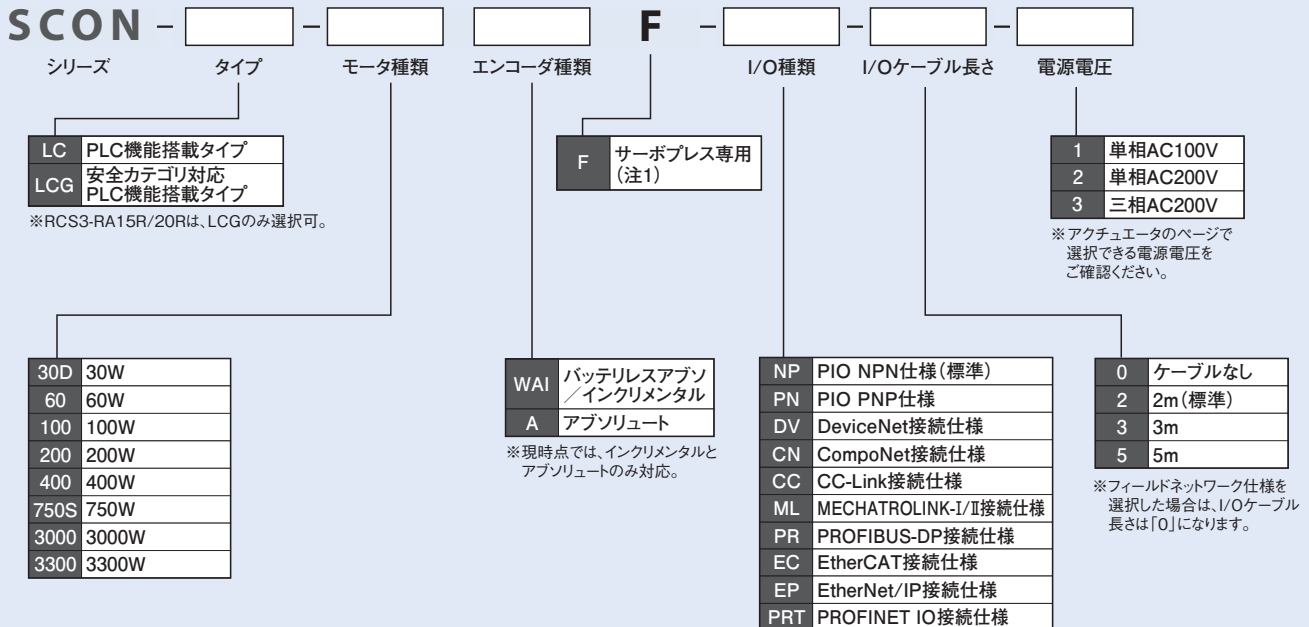 SCON - - F - - -
シリーズ タイプ モータ種類 エンコーダ種類 I/O種類 I/Oケーブル長さ 電源電圧
LC PLC機能搭載タイプ
LCG 安全カテゴリ対応
PLC機能搭載タイプ
※RCS3-RA15R/20Rは、LCGのみ選択可。
F サーボプレス専用
(注1)
1 単相AC100V
2 単相AC200V
3 三相AC200V
※アクチュエータのページで
選択できる電源電圧を
ご確認ください。
30D 30W
60 60W
100 100W
200 200W
400 400W
750S 750W
3000 3000W
3300 3300W
WAI バッテリレスアブソ
／インクリメンタル
A アブソリュート
※現時点では、インクリメンタルと
アブソリュートのみ対応。
NP PIO NPN仕様(標準)
PN PIO PNP仕様
DV DeviceNet接続仕様
CN CompoNet接続仕様
CC CC-Link接続仕様
ML MECHATROLINK-I/II接続仕様
PR PROFIBUS-DP接続仕様
EC EtherCAT接続仕様
EP EtherNet/IP接続仕様
PRT PROFINET IO接続仕様
0 ケーブルなし
2 2m(標準)
3 3m
5 5m
※フィールドネットワーク仕様を
選択した場合は、I/Oケーブル
長さは「0」になります。